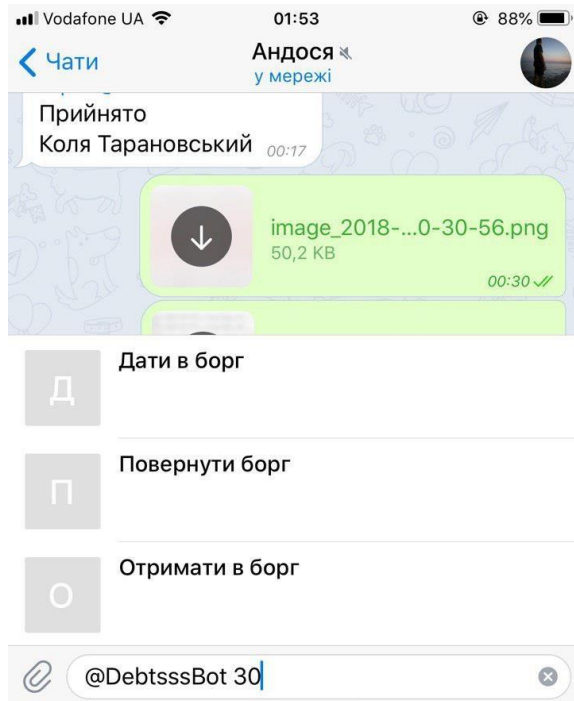 Vodafone UA 01:53 88%
Чати Андося
у мережі
Прийнято
Коля Тарановський 00:17
image_2018-...0-30-56.png
50,2 KB
00:30
Дати в борг
Д
Повернути борг
П
Отримати в борг
О
@DebtsssBot 30